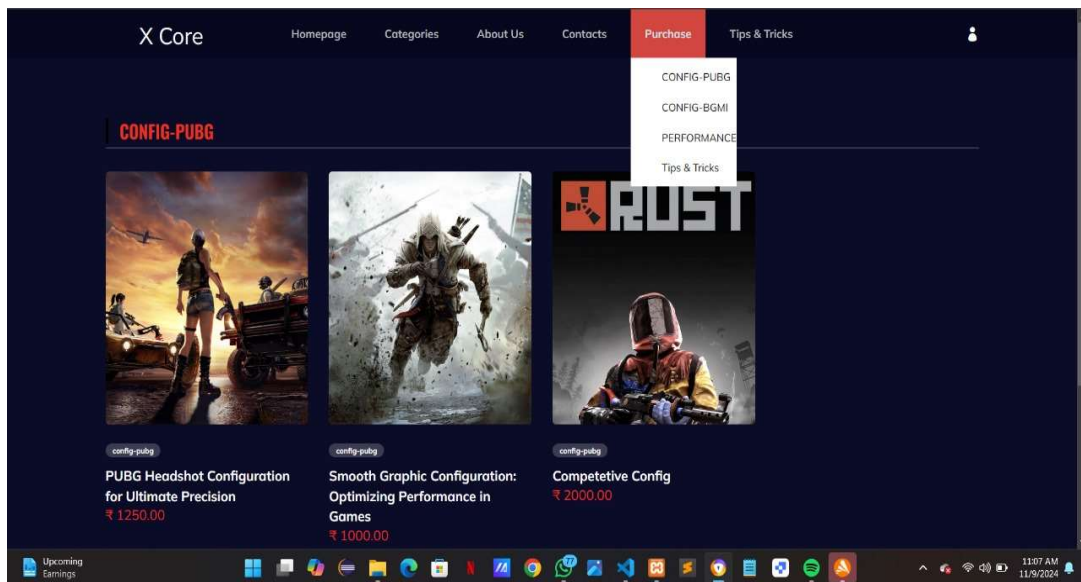 X Core
Homepage
Categories
About Us
Contacts
Purchase
Tips & Tricks
CONFIG-PUBG
CONFIG-BGMI
PERFORMANCE
Tips & Tricks
CONFIG-PUBG
RUST
config-pubg
PUBG Headshot Configuration
for Ultimate Precision
₹ 1250.00
config-pubg
Smooth Graphic Configuration:
Optimizing Performance in
Games
₹ 1000.00
config-pubg
Competetive Config
₹ 2000.00
Upcoming
Earnings
11:07 AM
11/9/2024